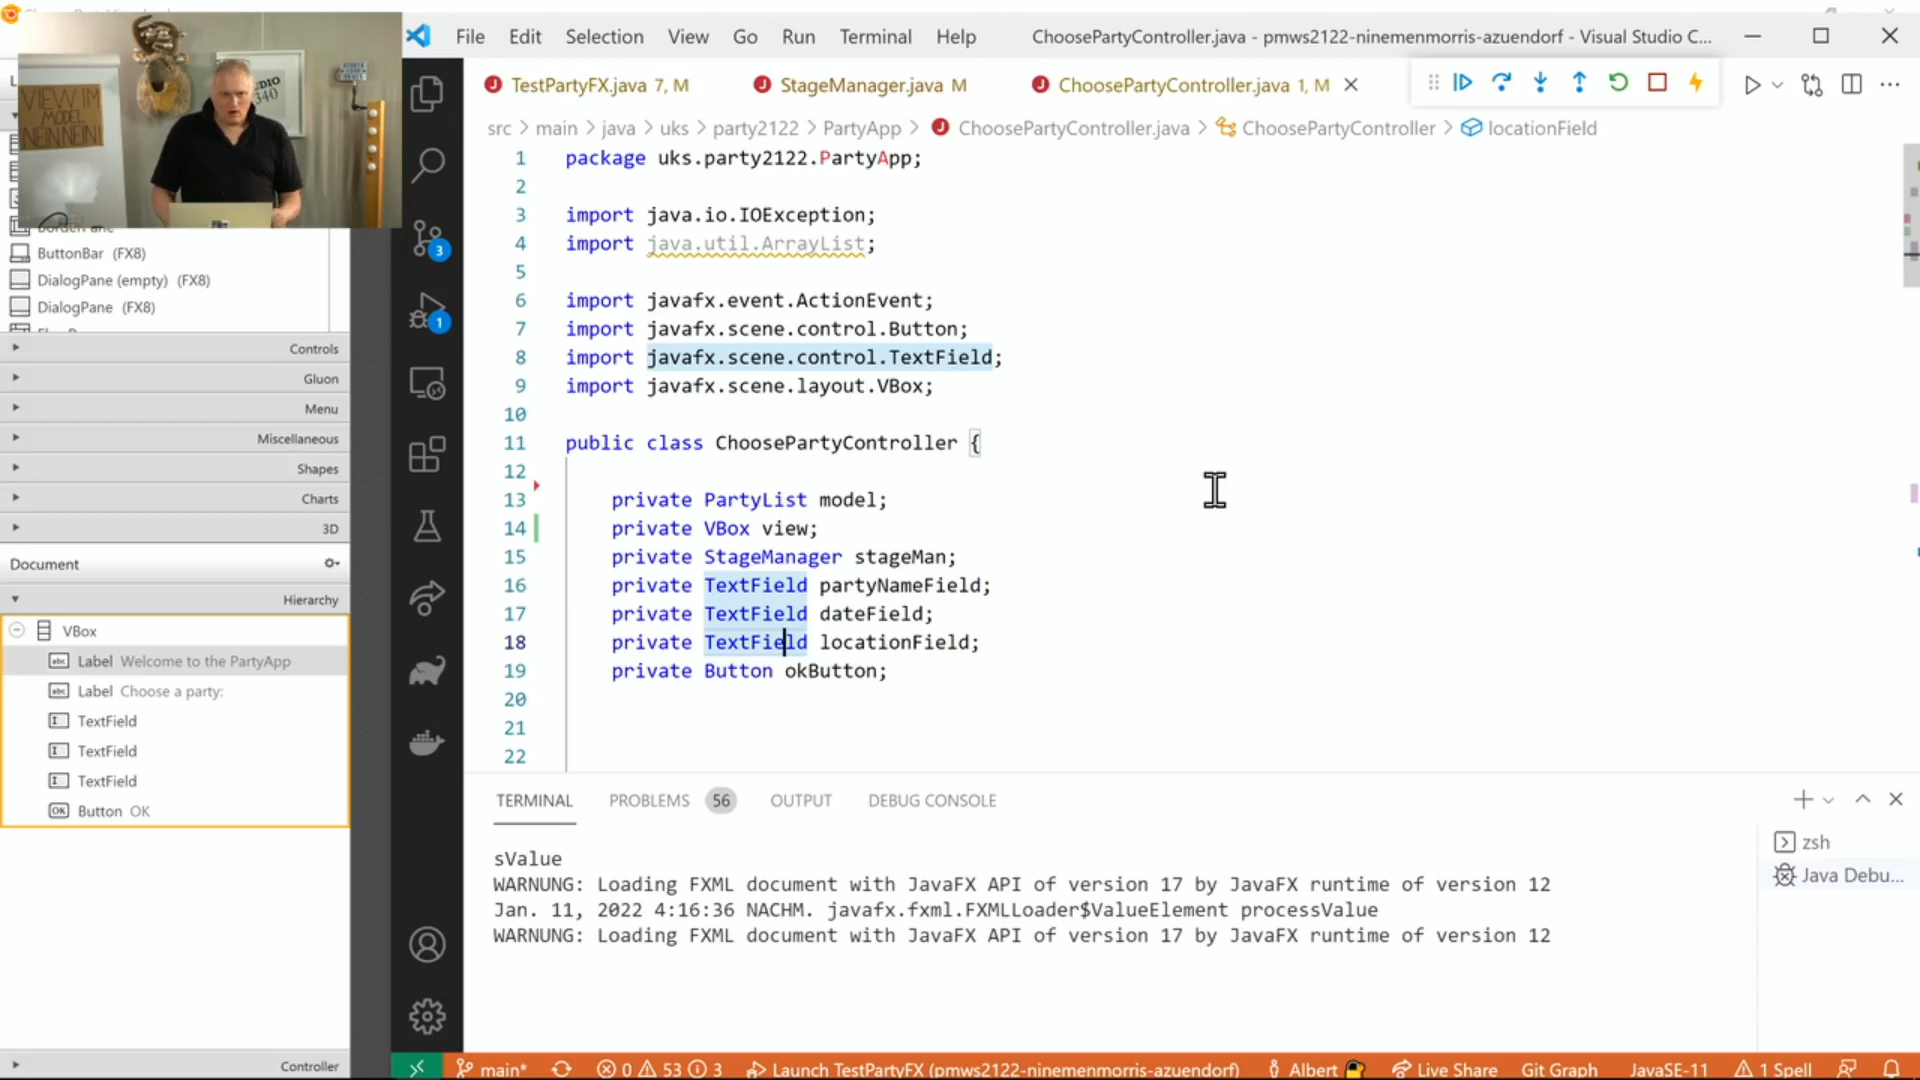 VIEW IM
MODEL
NEIN NEIN!
340
File Edit Selection View Go Run Terminal Help
ChoosePartyController.java - pmws2122-ninemenmorris-azuendorf - Visual Studio C...
TestPartyFX.java 7, M
StageManager.java M
ChoosePartyController.java 1, M
src > main > java > uks > party2122 > PartyApp > ChoosePartyController.java > ChoosePartyController > locationField
1 package uks.party2122.PartyApp;
2
3 import java.io.IOException;
4 import java.util.ArrayList;
5
6 import javafx.event.ActionEvent;
7 import javafx.scene.control.Button;
8 import javafx.scene.control.TextField;
9 import javafx.scene.layout.VBox;
10
11 public class ChoosePartyController {
12
13 private PartyList model;
14 private VBox view;
15 private StageManager stageMan;
16 private TextField partyNameField;
17 private TextField dateField;
18 private TextField locationField;
19 private Button okButton;
20
21
22
3
1
ButtonBar (FX8)
DialogPane (empty) (FX8)
DialogPane (FX8)
Controls
Gluon
Menu
Miscellaneous
Shapes
Charts
3D
Document
Hierarchy
VBox
abc Label Welcome to the PartyApp
abc Label Choose a party:
TextField
TextField
TextField
OK Button OK
Controller
TERMINAL PROBLEMS 56 OUTPUT DEBUG CONSOLE
sValue
WARNUNG: Loading FXML document with JavaFX API of version 17 by JavaFX runtime of version 12
Jan. 11, 2022 4:16:36 NACHM. javafx.fxml.FXMLLoader$ValueElement processValue
WARNUNG: Loading FXML document with JavaFX API of version 17 by JavaFX runtime of version 12
zsh
Java Debu...
main* 0 53 3 Launch TestPartyFX (pmws2122-ninemenmorris-azuendorf) Albert Live Share Git Graph JavaSE-11 1 Spell